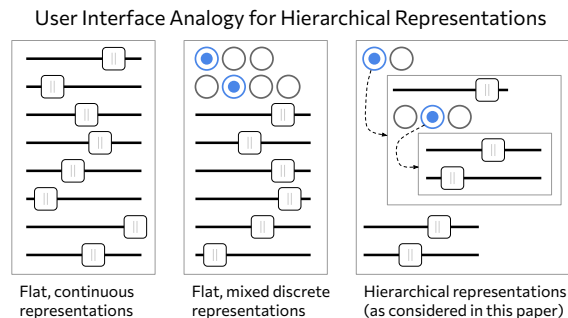 User Interface Analogy for Hierarchical Representations
Flat, continuous
representations
Flat, mixed discrete
representations
Hierarchical representations
(as considered in this paper)